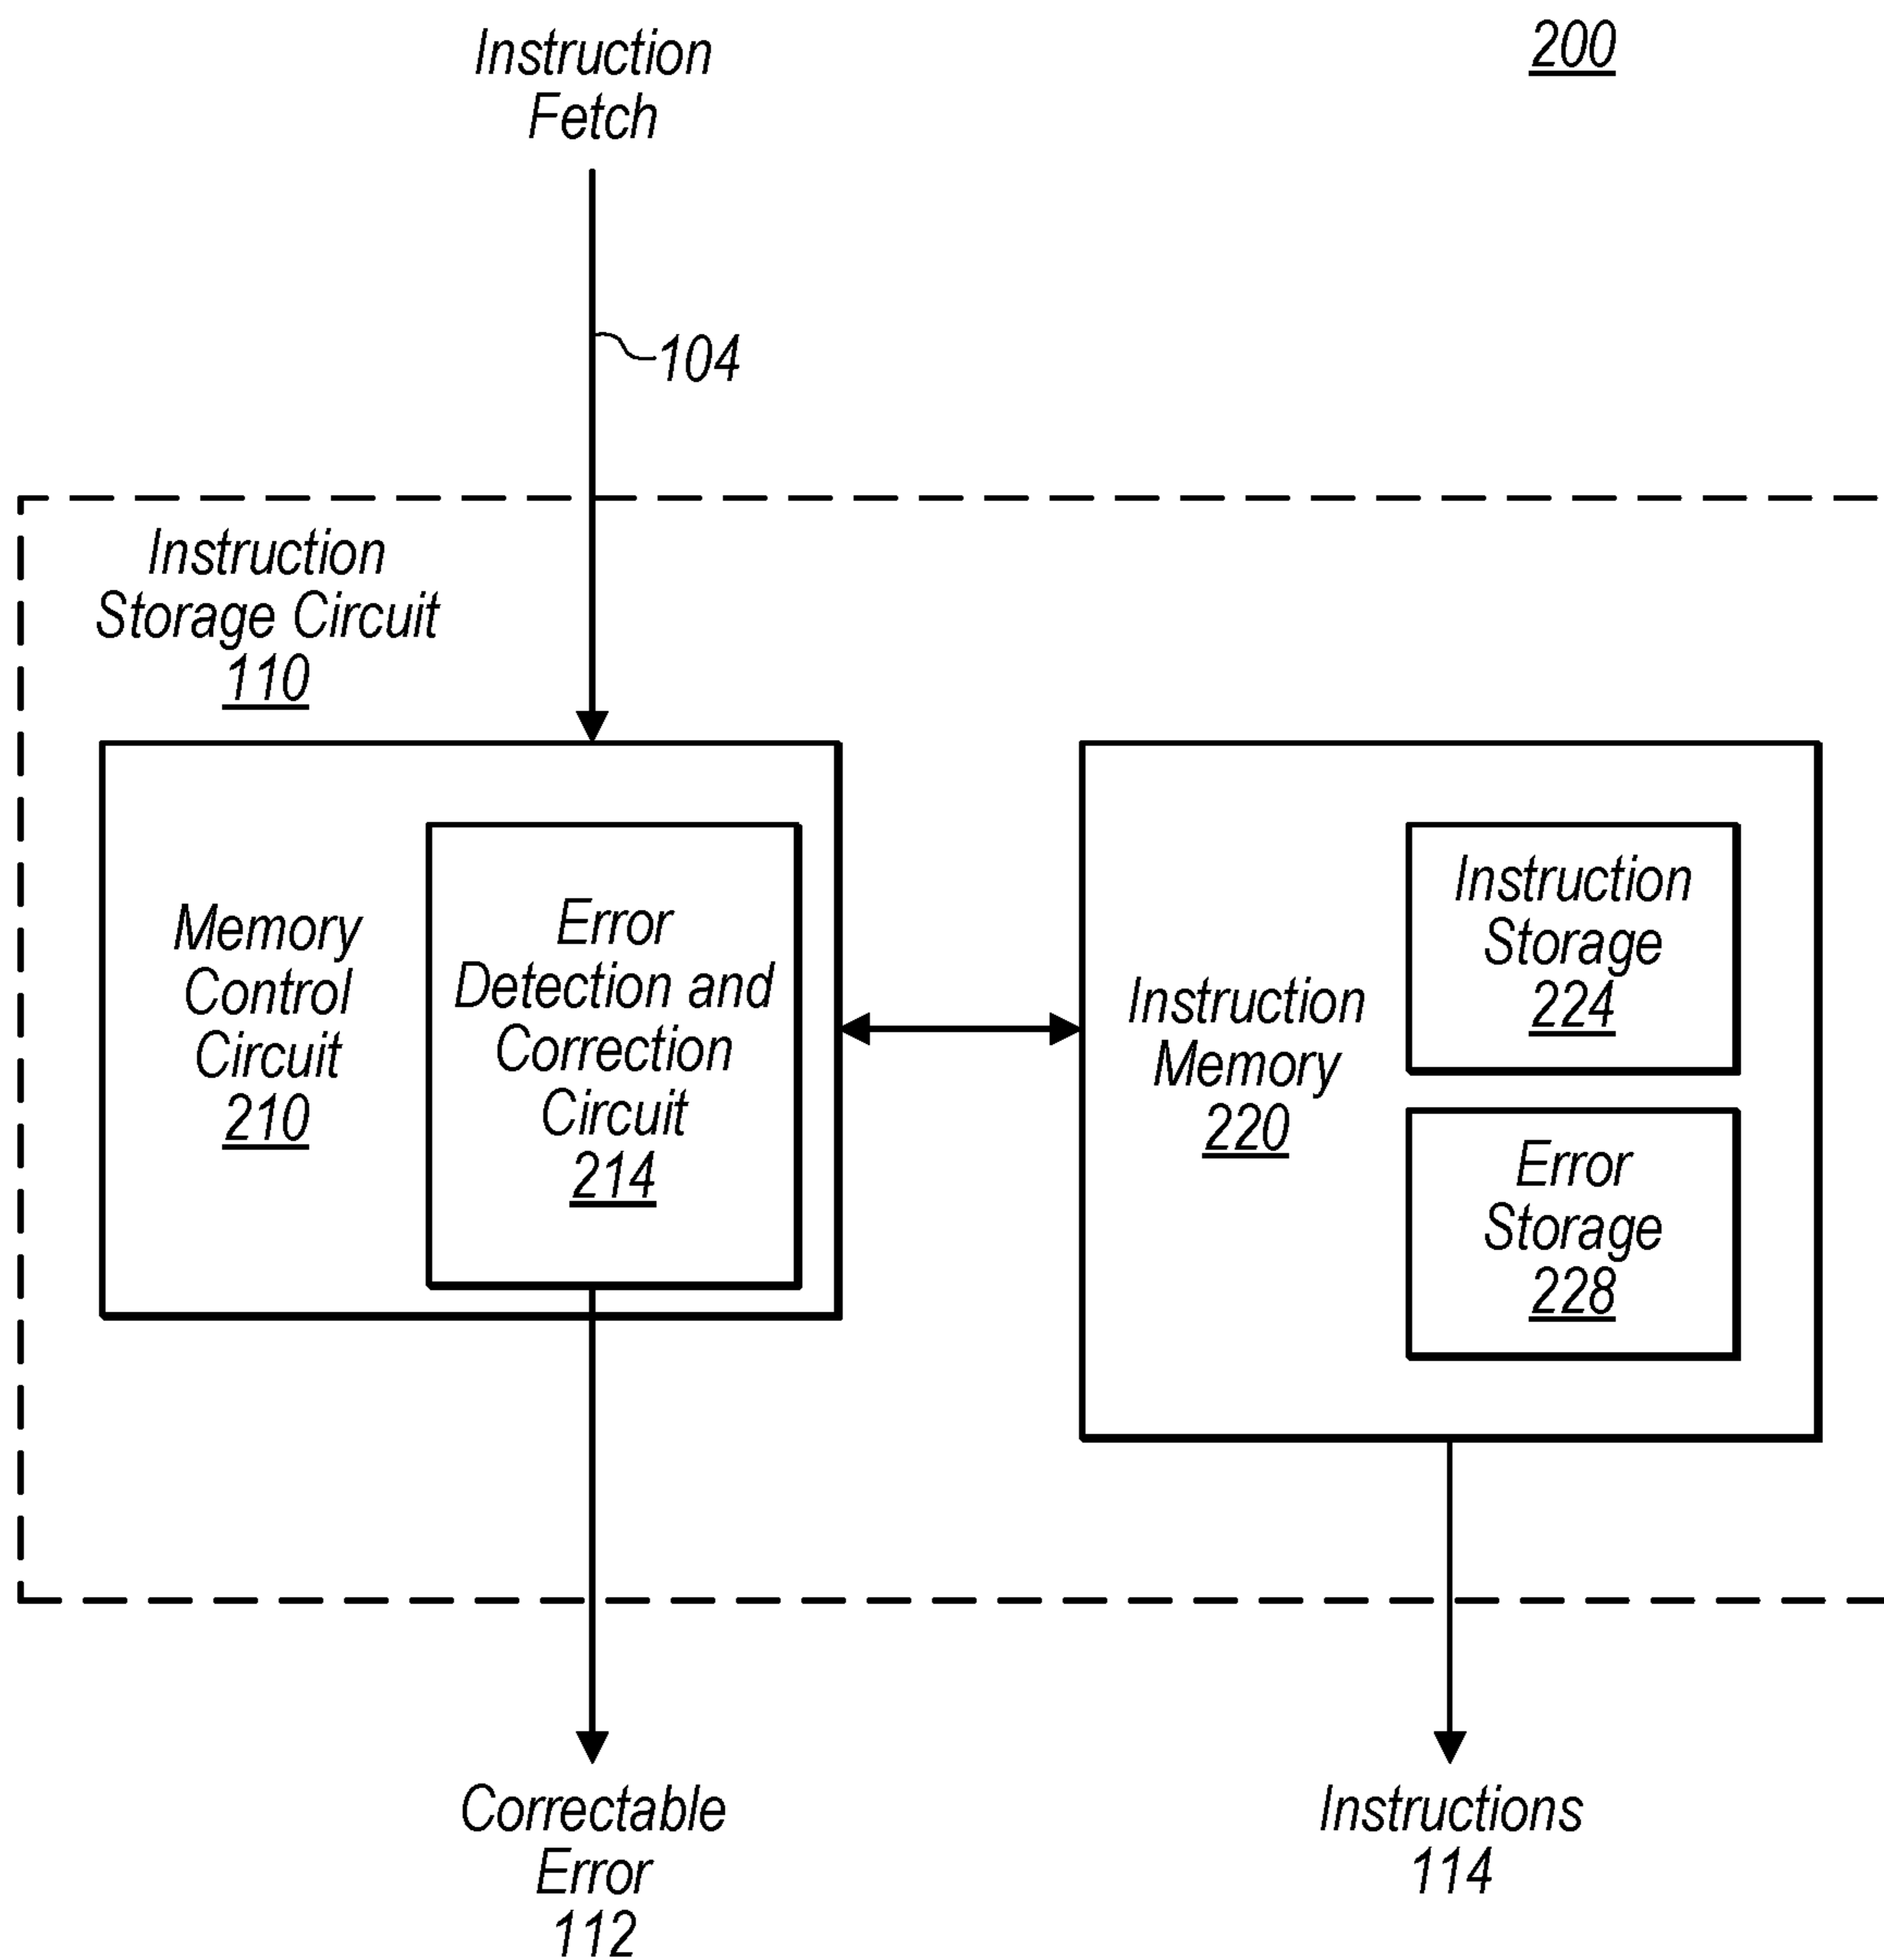 200
Instruction
Fetch
104
Instruction
Storage Circuit
110
Memory
Control
Circuit
210
Error
Detection and
Correction
Circuit
214
Instruction
Memory
220
Instruction
Storage
224
Error
Storage
228
Correctable
Error
112
Instructions
114